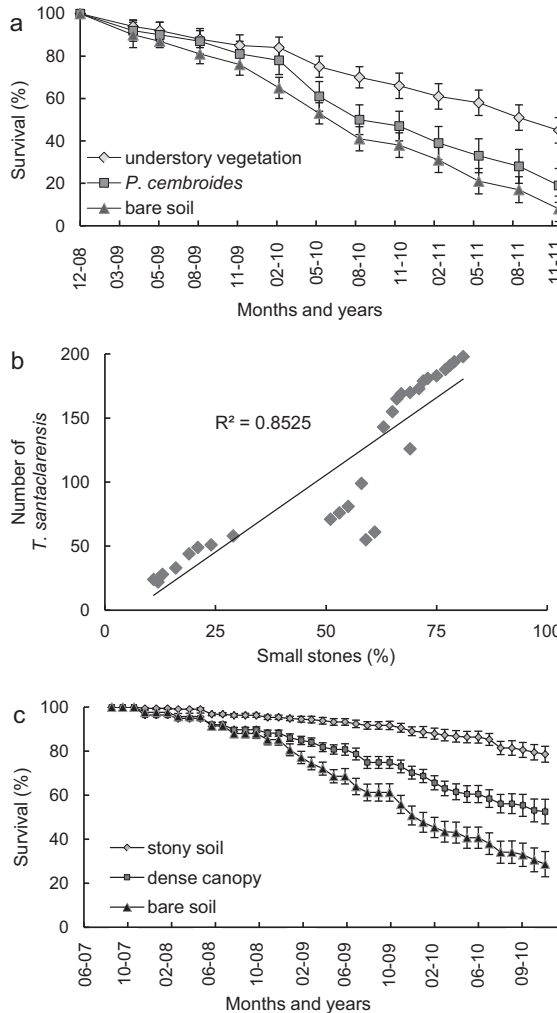 a
100
80
60
40
20
0
Survival (%)
understory vegetation
P. cembroides
bare soil
12-08
03-09
05-09
08-09
11-09
02-10
05-10
08-10
11-10
02-11
05-11
08-11
11-11
Months and years
b
200
150
100
50
0
Number of
T. santaclarensis
R² = 0.8525
0
25
50
75
100
Small stones (%)
c
100
80
60
40
20
0
Survival (%)
stony soil
dense canopy
bare soil
06-07
10-07
02-08
06-08
10-08
02-09
06-09
10-09
02-10
06-10
09-10
Months and years